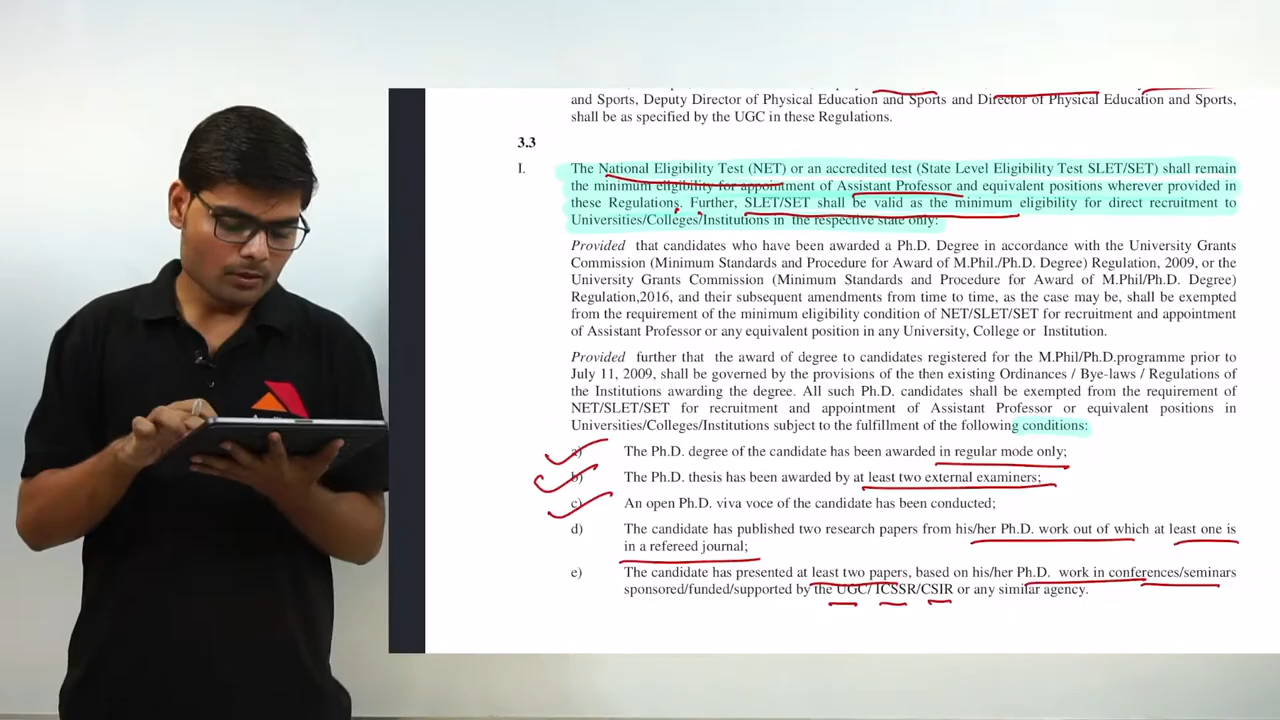 and Sports, Deputy Director of Physical Education and Sports and Director of Physical Education and Sports,
shall be as specified by the UGC in these Regulations.
3.3
I. The National Eligibility Test (NET) or an accredited test (State Level Eligibility Test SLET/SET) shall remain
the minimum eligibility for appointment of Assistant Professor and equivalent positions wherever provided in
these Regulations. Further, SLET/SET shall be valid as the minimum eligibility for direct recruitment to
Universities/Colleges/Institutions in the respective state only:
Provided that candidates who have been awarded a Ph.D. Degree in accordance with the University Grants
Commission (Minimum Standards and Procedure for Award of M.Phil./Ph.D. Degree) Regulation, 2009, or the
University Grants Commission (Minimum Standards and Procedure for Award of M.Phil/Ph.D. Degree)
Regulation,2016, and their subsequent amendments from time to time, as the case may be, shall be exempted
from the requirement of the minimum eligibility condition of NET/SLET/SET for recruitment and appointment
of Assistant Professor or any equivalent position in any University, College or Institution.
Provided further that the award of degree to candidates registered for the M.Phil/Ph.D.programme prior to
July 11, 2009, shall be governed by the provisions of the then existing Ordinances / Bye-laws / Regulations of
the Institutions awarding the degree. All such Ph.D. candidates shall be exempted from the requirement of
NET/SLET/SET for recruitment and appointment of Assistant Professor or equivalent positions in
Universities/Colleges/Institutions subject to the fulfillment of the following conditions:
a) The Ph.D. degree of the candidate has been awarded in regular mode only;
b) The Ph.D. thesis has been awarded by at least two external examiners;
c) An open Ph.D. viva voce of the candidate has been conducted;
d) The candidate has published two research papers from his/her Ph.D. work out of which at least one is
in a refereed journal;
e) The candidate has presented at least two papers, based on his/her Ph.D. work in conferences/seminars
sponsored/funded/supported by the UGC/ ICSSR/CSIR or any similar agency.